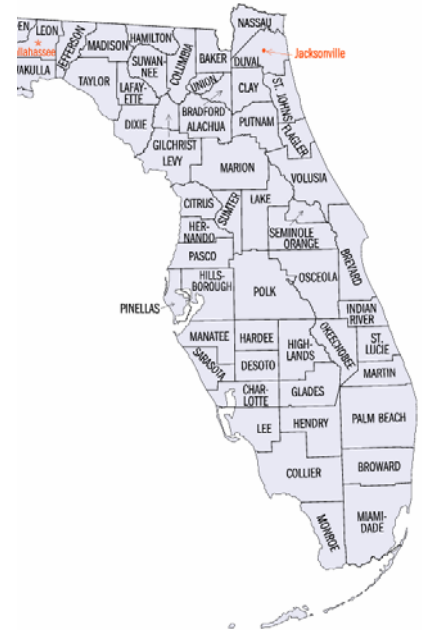 NASSAU
EN
LEON
llahassee
AKULLA
JEFFERSON
MADISON
HAMILTON
SUWAN-
NEE
COLUMBIA
BAKER
DUVAL
Jacksonville
TAYLOR
LAFAY-
ETTE
UNION
CLAY
ST. JOHNS
DIXIE
BRADFORD
ALACHUA
PUTNAM
FLAGLER
GILCHRIST
LEVY
MARION
VOLUSIA
CITRUS
SUMTER
LAKE
HER-
NANDO
SEMINOLE
ORANGE
BREVARD
PASCO
HILLS-
BOROUGH
POLK
OSCEOLA
PINELLAS
INDIAN
RIVER
MANATEE
HARDEE
HIGH-
LANDS
OKEECHOBEE
ST.
LUCIE
SARASOTA
DESOTO
MARTIN
CHAR-
LOTTE
GLADES
LEE
HENDRY
PALM BEACH
COLLIER
BROWARD
MONROE
MIAMI-
DADE